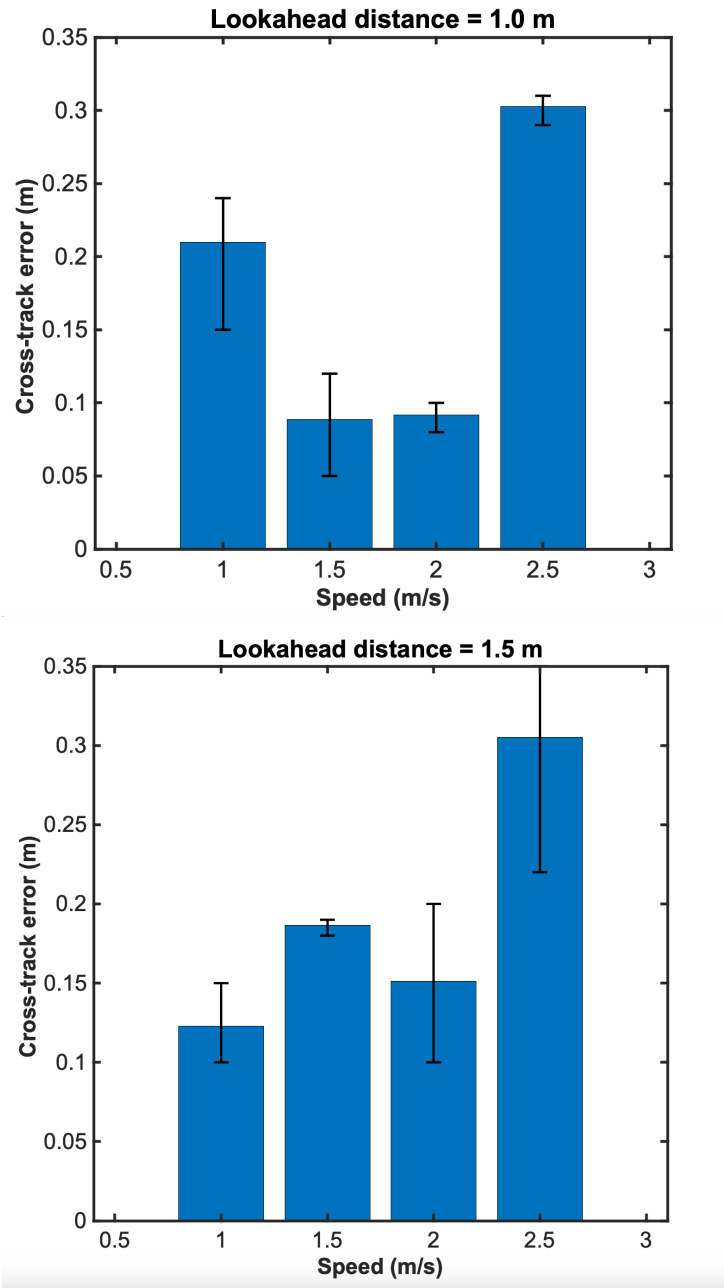 Lookahead distance = 1.0 m
0.35
0.3
0.25
0.2
0.15
0.1
0.05
0
Cross-track error (m)
0.5 1 1.5 2 2.5 3
Speed (m/s)
Lookahead distance = 1.5 m
0.35
0.3
0.25
0.2
0.15
0.1
0.05
0
Cross-track error (m)
0.5 1 1.5 2 2.5 3
Speed (m/s)